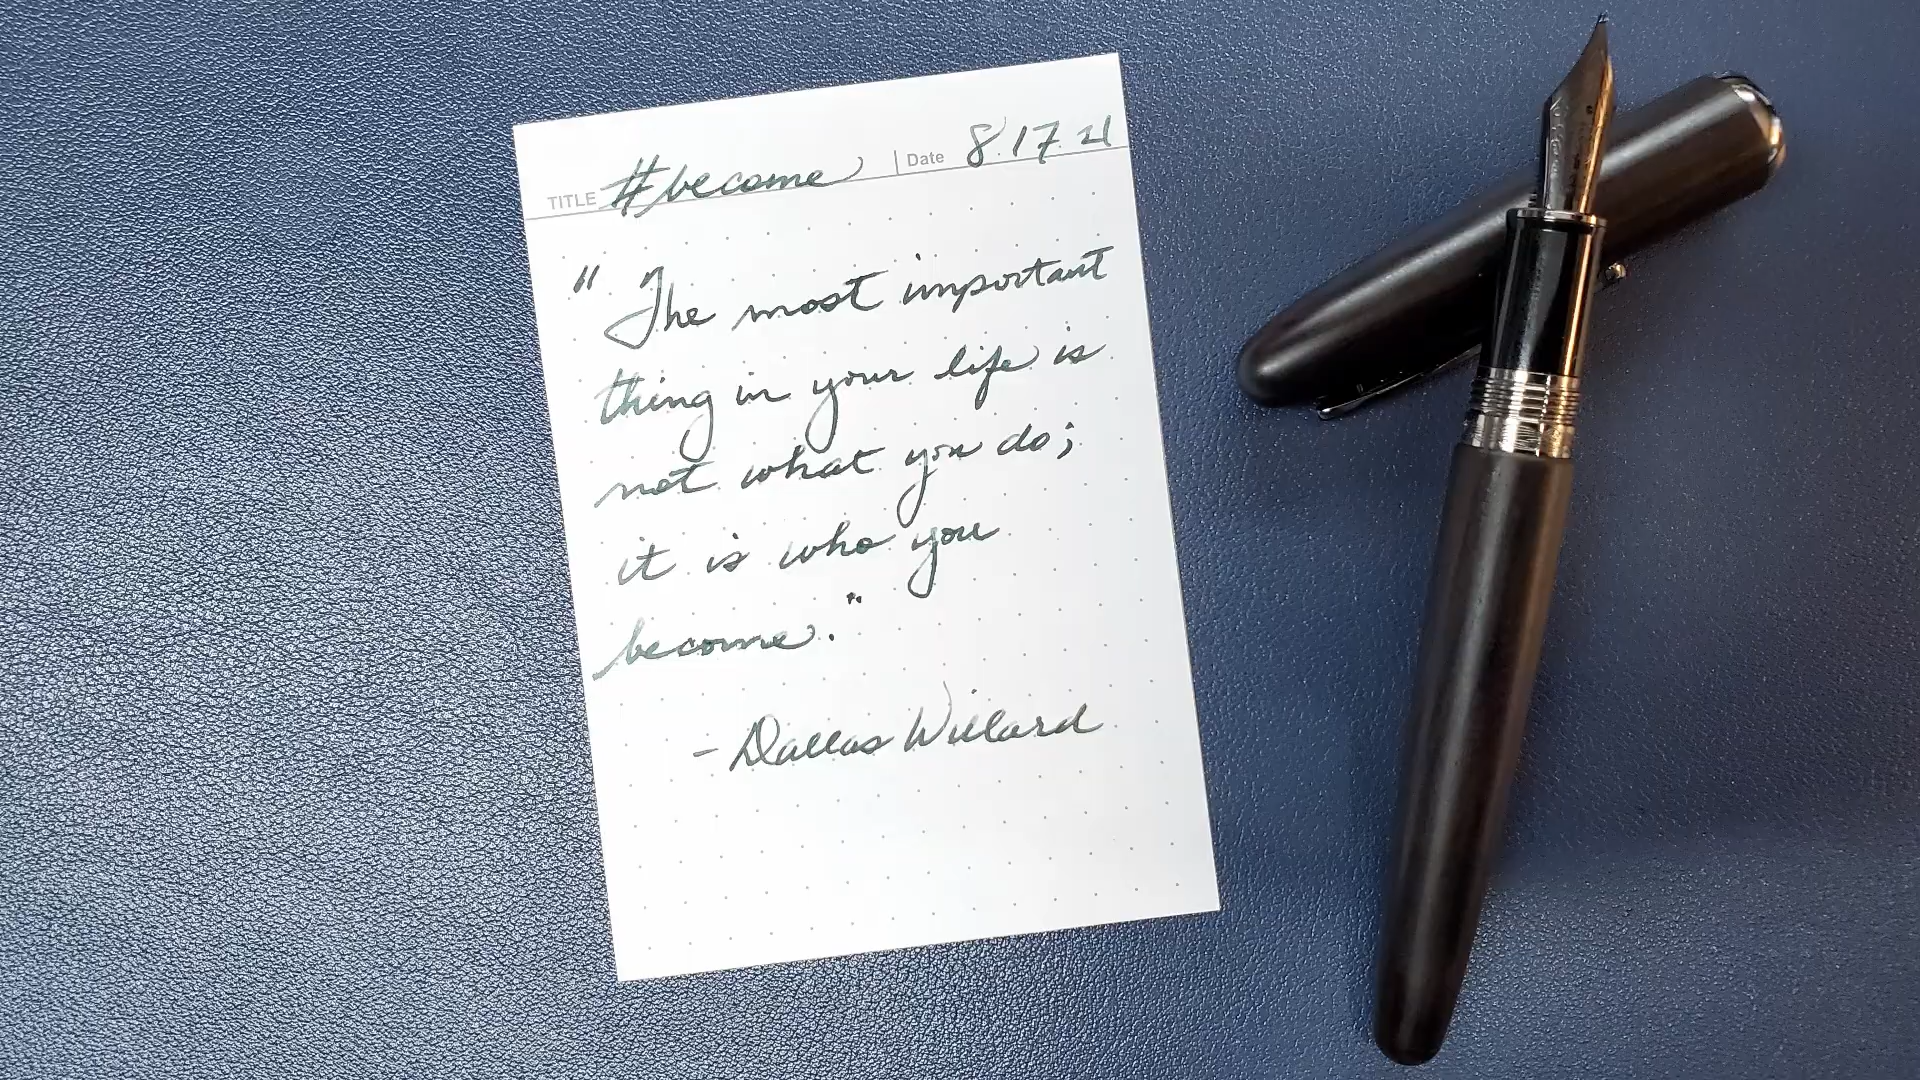 TITLE #become | Date 8.17.21
" The most important
thing in your life is
not what you do;
it is who you
become."
- Dallas Willard